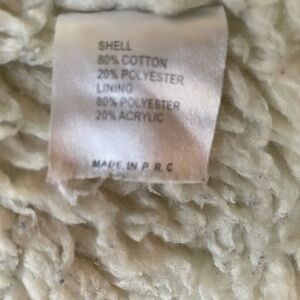 SHELL
80% COTTON
20% POLYESTER
LINING
80% POLYESTER
20% ACRYLIC
MADE IN P. R. C